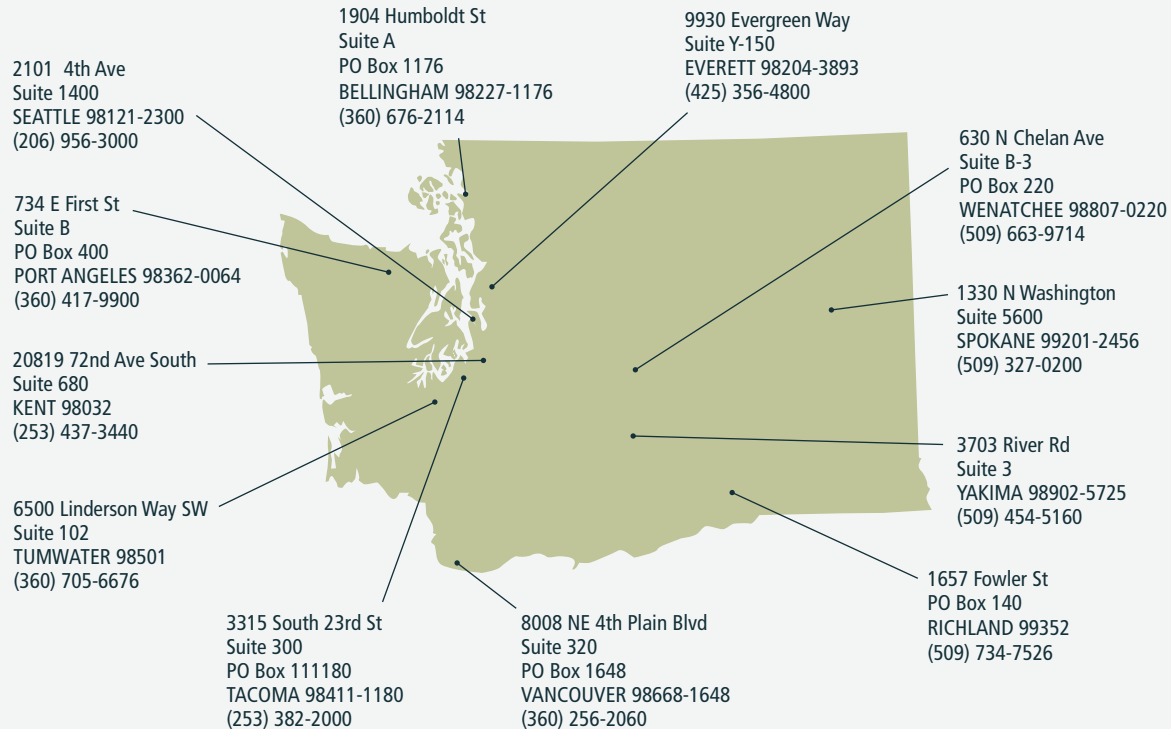 2101 4th Ave
Suite 1400
SEATTLE 98121-2300
(206) 956-3000
1904 Humboldt St
Suite A
PO Box 1176
BELLINGHAM 98227-1176
(360) 676-2114
9930 Evergreen Way
Suite Y-150
EVERETT 98204-3893
(425) 356-4800
630 N Chelan Ave
Suite B-3
PO Box 220
WENATCHEE 98807-0220
(509) 663-9714
734 E First St
Suite B
PO Box 400
PORT ANGELES 98362-0064
(360) 417-9900
1330 N Washington
Suite 5600
SPOKANE 99201-2456
(509) 327-0200
20819 72nd Ave South
Suite 680
KENT 98032
(253) 437-3440
3703 River Rd
Suite 3
YAKIMA 98902-5725
(509) 454-5160
6500 Linderson Way SW
Suite 102
TUMWATER 98501
(360) 705-6676
3315 South 23rd St
Suite 300
PO Box 111180
TACOMA 98411-1180
(253) 382-2000
8008 NE 4th Plain Blvd
Suite 320
PO Box 1648
VANCOUVER 98668-1648
(360) 256-2060
1657 Fowler St
PO Box 140
RICHLAND 99352
(509) 734-7526